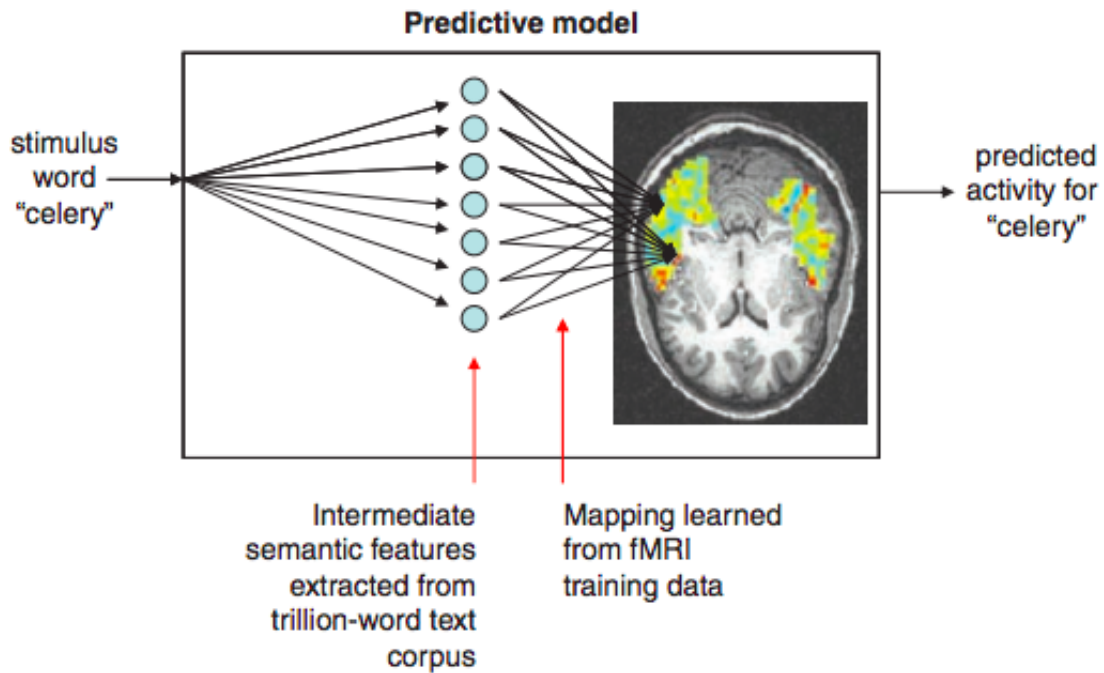 Predictive model
stimulus
word
“celery”
predicted
activity for
“celery”
Intermediate
semantic features
extracted from
trillion-word text
corpus
Mapping learned
from fMRI
training data